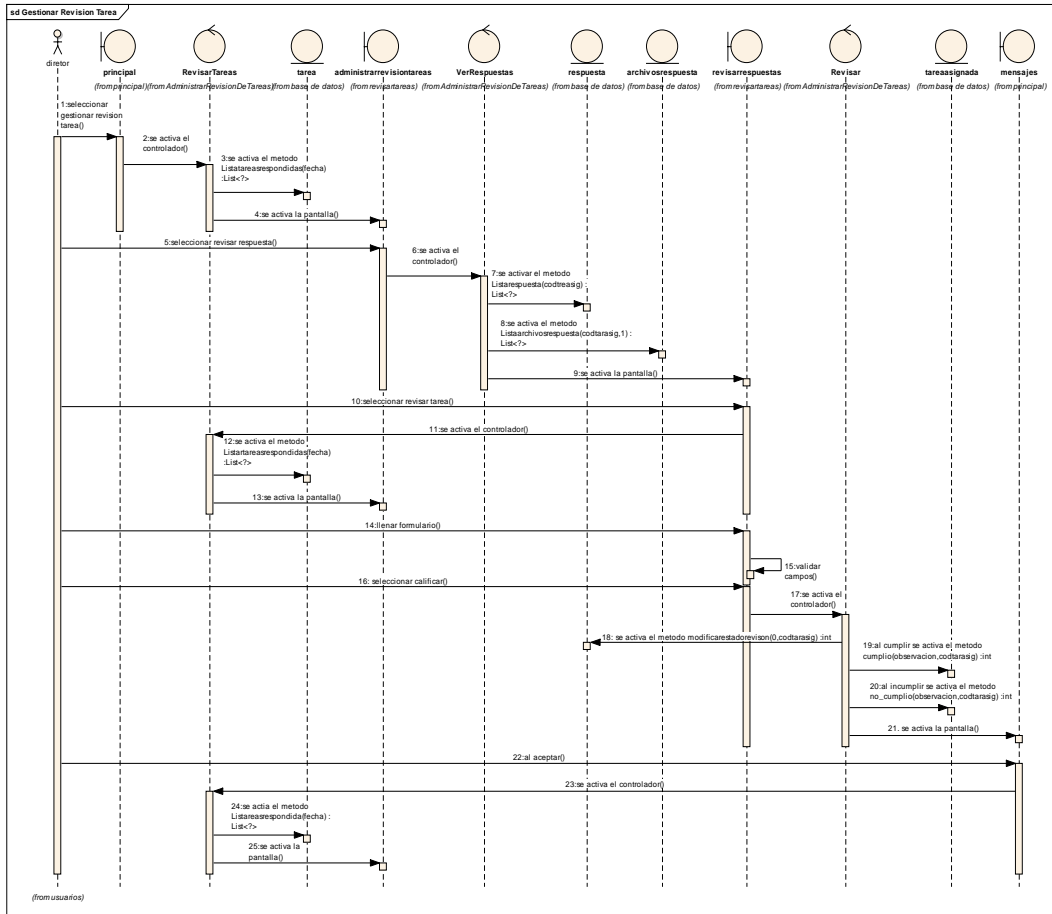 sd Gestionar Revision Tarea
diretor
principal
RevisarTareas
tarea
administrarrevisiontareas
VerRespuestas
respuesta
archivosrespuesta
revisarrespuestas
Revisar
tareaasignada
mensajes
(from principal)
(from AdministrarRevisionDeTareas)
(from base de datos)
(from revisartareas)
(from AdministrarRevisionDeTareas)
(from base de datos)
(from base de datos)
(from revisartareas)
(from AdministrarRevisionDeTareas)
(from base de datos)
(from principal)
1:seleccionar
gestionar revision
tarea()
2:se activa el
controlador()
3:se activa el metodo
Listatareasrespondidas(fecha)
:List<?>
4:se activa la pantalla()
5:seleccionar revisar respuesta()
6:se activa el
controlador()
7:se activar el metodo
Listarespuesta(codtreasig) :
List<?>
8:se activa el metodo
Listaarchivosrespuesta(codtarasig,1) :
List<?>
9:se activa la pantalla()
10:seleccionar revisar tarea()
11:se activa el controlador()
12:se activa el metodo
Listartareasrespondidas(fecha)
:List<?>
13:se activa la pantalla()
14:llenar formulario()
15:validar
campos()
16: seleccionar calificar()
17:se activa el
controlador()
18: se activa el metodo modificarestadorevison(0,codtarasig) :int
19:al cumplir se activa el metodo
cumplio(observacion,codtarasig) :int
20:al incumplir se activa el metodo
no_cumplio(observacion,codtarasig) :int
21. se activa la pantalla()
22:al aceptar()
23:se activa el controlador()
24:se actia el metodo
Listareasrespondida(fecha) :
List<?>
25:se activa la
pantalla()
(from usuarios)